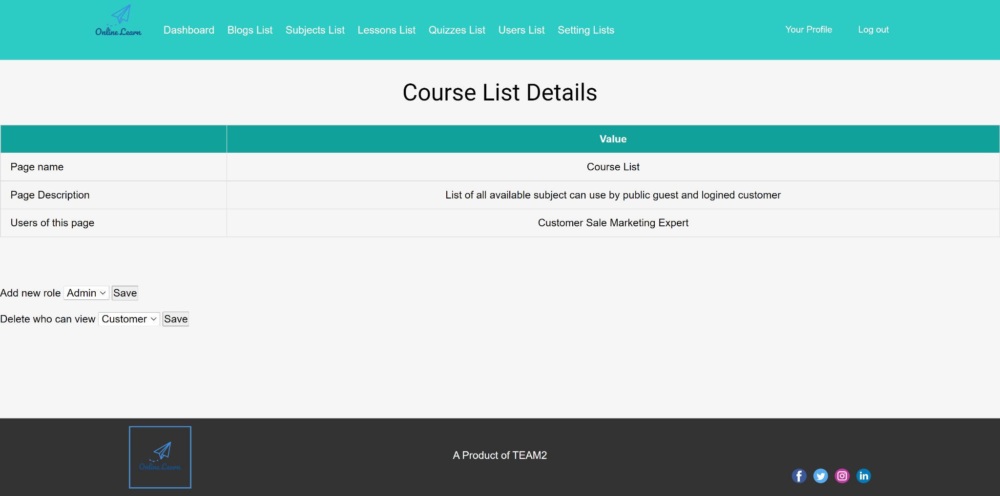 Online Learn
Dashboard Blogs List Subjects List Lessons List Quizzes List Users List Setting Lists Your Profile Log out
Course List Details
Value
Page name Course List
Page Description List of all available subject can use by public guest and logined customer
Users of this page Customer Sale Marketing Expert
Add new role Admin Save
Delete who can view Customer Save
A Product of TEAM2
Online Learn